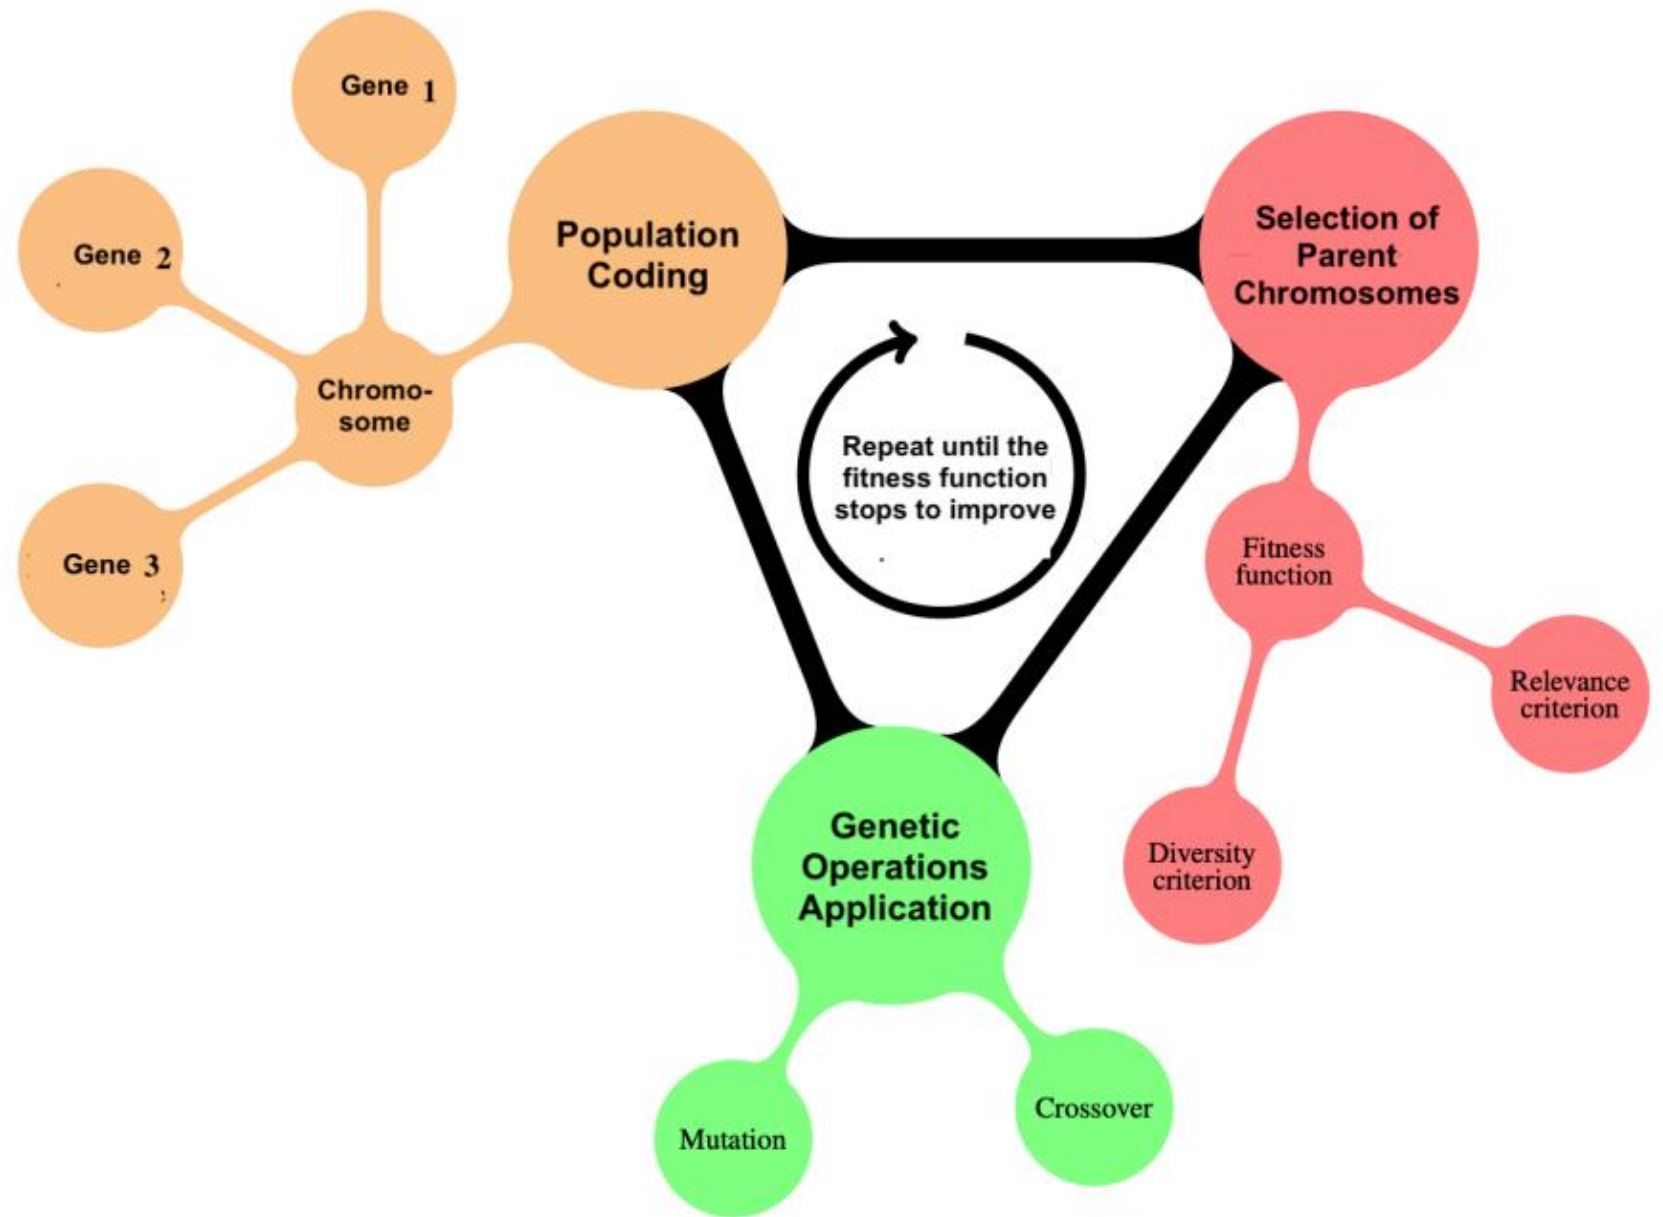 Gene 1
Gene 2
Gene 3
Chromo-
some
Population
Coding
Selection of
Parent
Chromosomes
Repeat until the
fitness function
stops to improve
Fitness
function
Relevance
criterion
Diversity
criterion
Genetic
Operations
Application
Mutation
Crossover